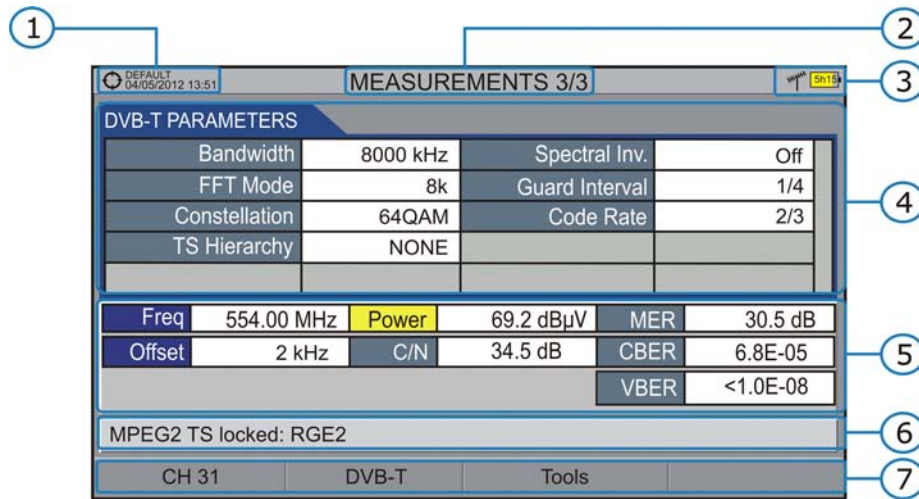 1
2
DEFAULT
04/05/2012 13:51
MEASUREMENTS 3/3
5h15
3
DVB-T PARAMETERS
Bandwidth 8000 kHz Spectral Inv. Off
FFT Mode 8k Guard Interval 1/4
Constellation 64QAM Code Rate 2/3
TS Hierarchy NONE
4
Freq 554.00 MHz Power 69.2 dBµV MER 30.5 dB
Offset 2 kHz C/N 34.5 dB CBER 6.8E-05
VBER <1.0E-08
5
MPEG2 TS locked: RGE2
6
CH 31 DVB-T Tools
7